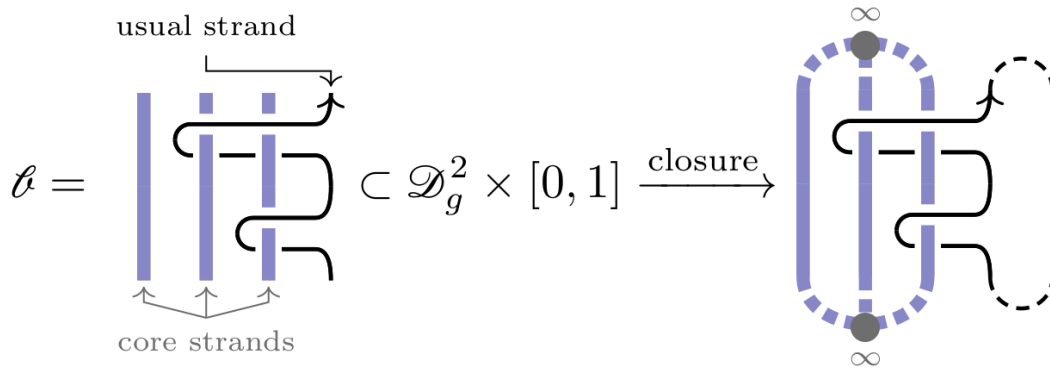 ∞
usual strand
𝒷 = ⊂ 𝒟²_g × [0, 1] closure
core strands
∞